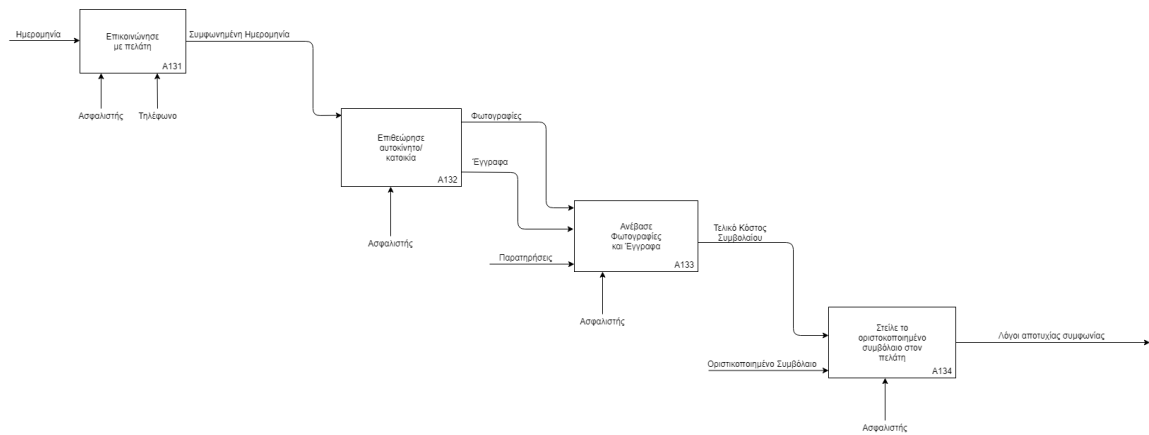 Ημερομηνία
Επικοινώνησε
με πελάτη
A131
Συμφωνημένη Ημερομηνία
Ασφαλιστής
Τηλέφωνο
Επιθεώρησε
αυτοκίνητο/
κατοικία
A132
Φωτογραφίες
Έγγραφα
Ασφαλιστής
Ανέβασε
Φωτογραφίες
και Έγγραφα
A133
Παρατηρήσεις
Τελικό Κόστος
Συμβολαίου
Ασφαλιστής
Στείλε το
οριστοκοποιημένο
συμβόλαιο στον
πελάτη
A134
Οριστικοποιημένο Συμβόλαιο
Λόγοι αποτυχίας συμφωνίας
Ασφαλιστής